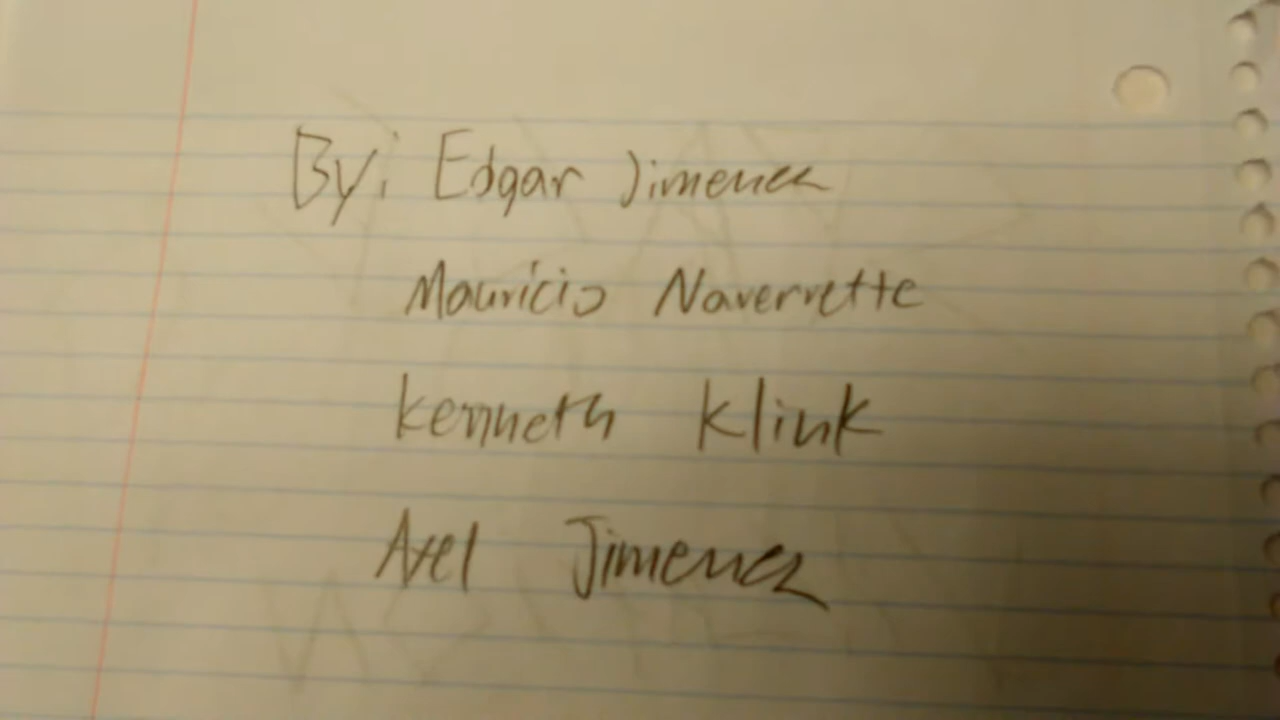 By: Edgar Jimenez
Mauricio Naverrette
Kenneth Klink
Axel Jimenez